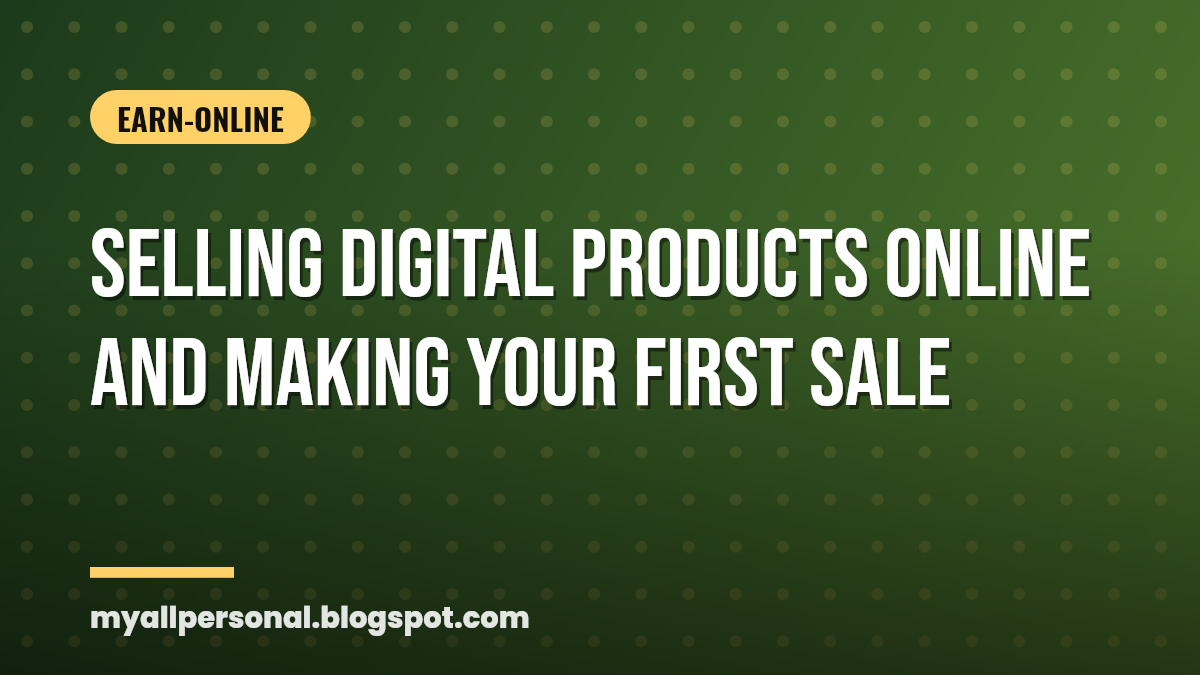 EARN-ONLINE
SELLING DIGITAL PRODUCTS ONLINE
AND MAKING YOUR FIRST SALE
myallpersonal.blogspot.com